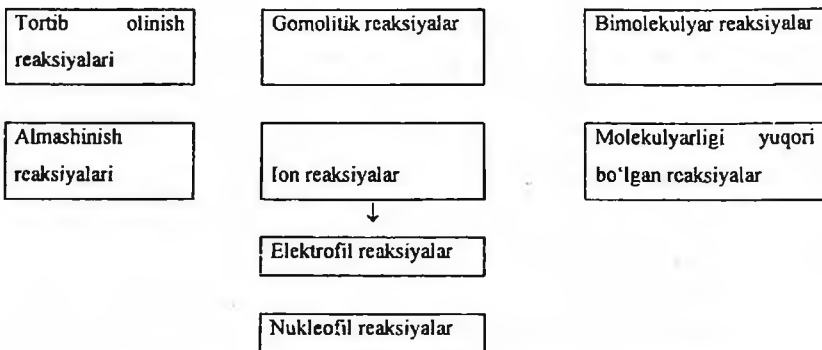 Tortib olinish
reaksiyalari
Gomolitik reaksiyalar
Bimolekulyar reaksiyalar
Almashinish
reaksiyalari
Ion reaksiyalar
Molekulyarligi yuqori
bo‘lgan reaksiyalar
Elektrofil reaksiyalar
Nukleofil reaksiyalar